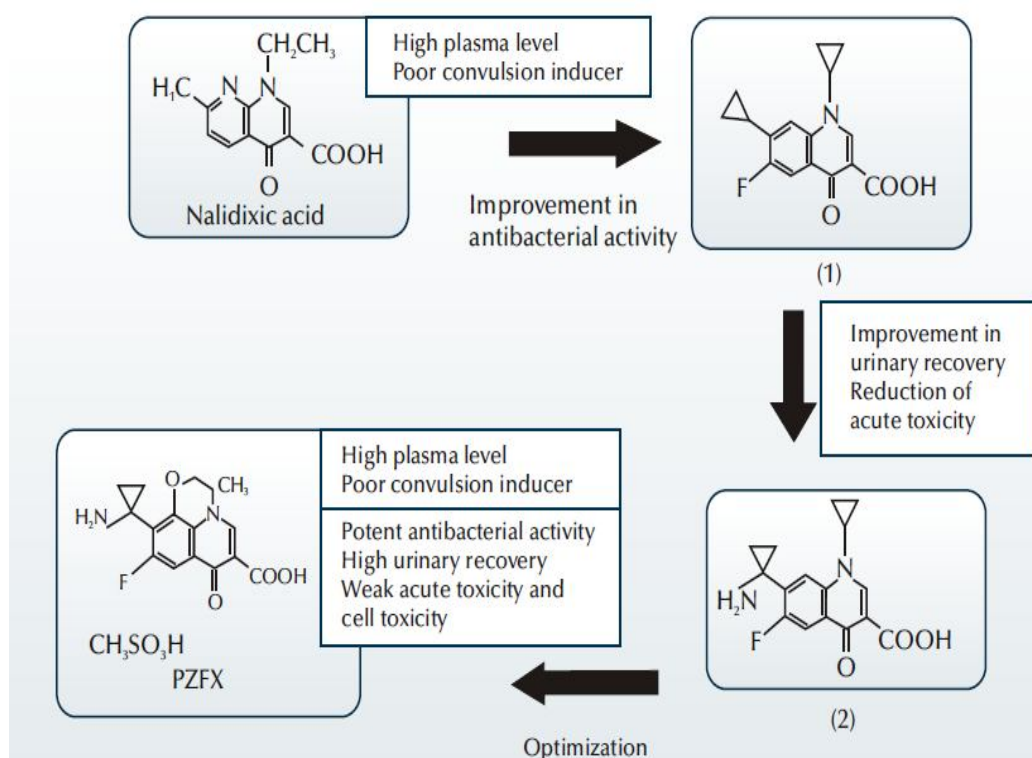 CH₂CH₃
H₁C
N
N
COOH
O
Nalidixic acid
High plasma level
Poor convulsion inducer
Improvement in
antibacterial activity
N
F
COOH
O
(1)
Improvement in
urinary recovery
Reduction of
acute toxicity
H₂N
N
F
COOH
O
(2)
Optimization
High plasma level
Poor convulsion inducer
Potent antibacterial activity
High urinary recovery
Weak acute toxicity and
cell toxicity
O
CH₃
H₂N
N
F
COOH
O
CH₃SO₃H
PZFX